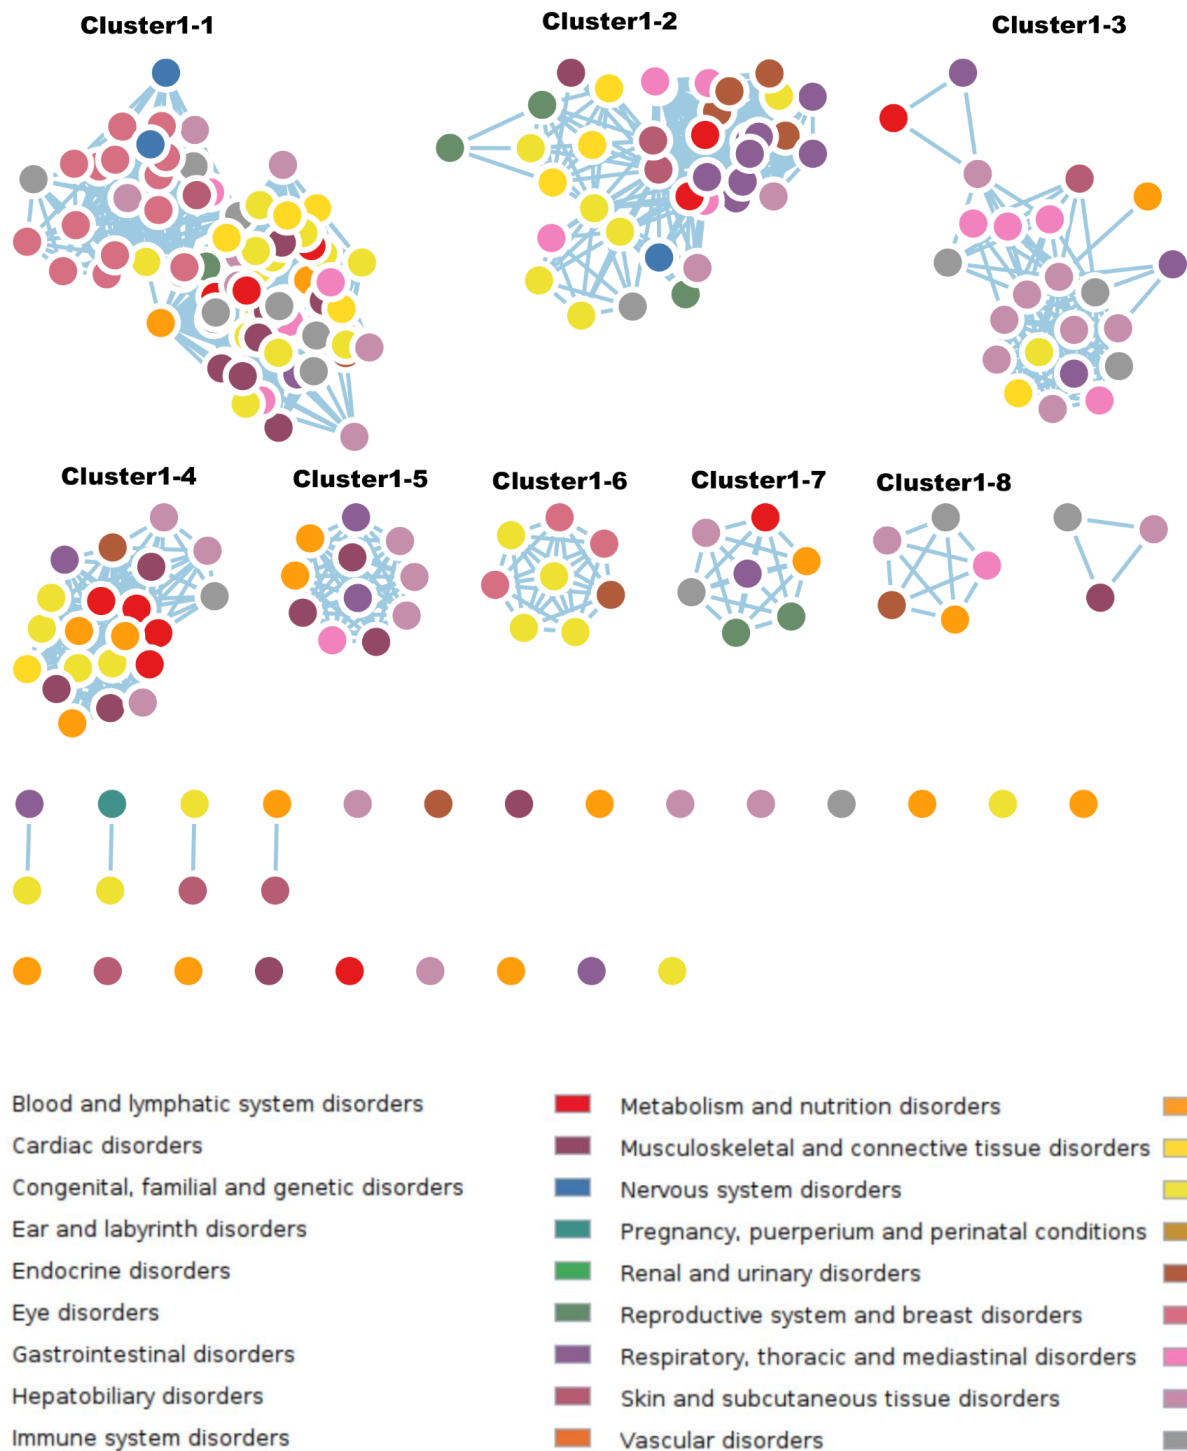 Cluster1-1
Cluster1-2
Cluster1-3
Cluster1-4
Cluster1-5
Cluster1-6
Cluster1-7
Cluster1-8
Blood and lymphatic system disorders
Cardiac disorders
Congenital, familial and genetic disorders
Ear and labyrinth disorders
Endocrine disorders
Eye disorders
Gastrointestinal disorders
Hepatobiliary disorders
Immune system disorders
Metabolism and nutrition disorders
Musculoskeletal and connective tissue disorders
Nervous system disorders
Pregnancy, puerperium and perinatal conditions
Renal and urinary disorders
Reproductive system and breast disorders
Respiratory, thoracic and mediastinal disorders
Skin and subcutaneous tissue disorders
Vascular disorders